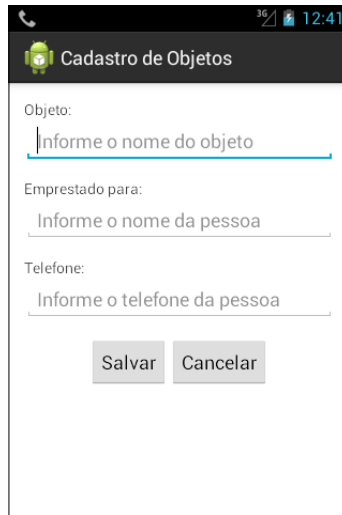 3G 12:41
Cadastro de Objetos
Objeto:
Informe o nome do objeto
Emprestado para:
Informe o nome da pessoa
Telefone:
Informe o telefone da pessoa
Salvar Cancelar